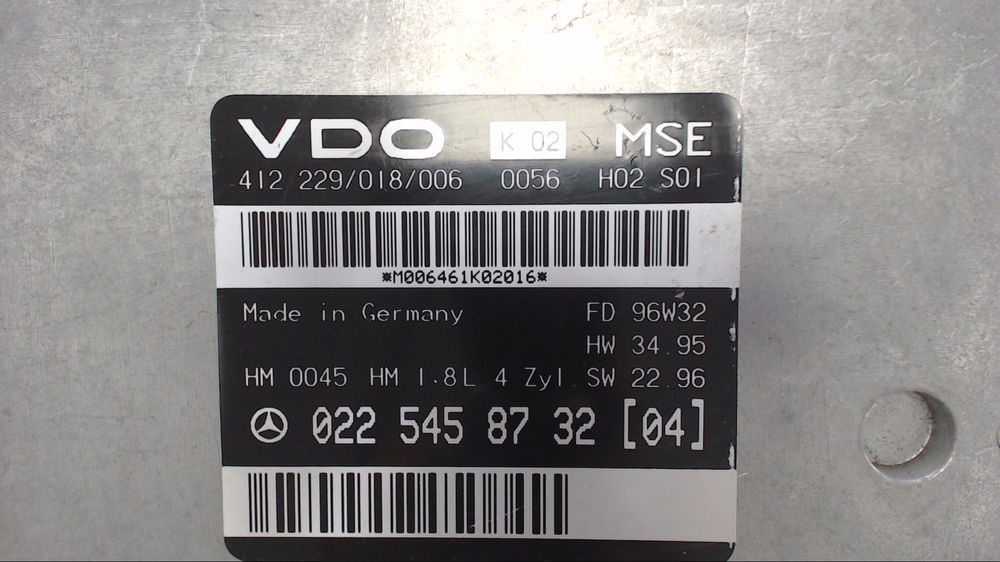 VDO K 02 MSE
412 229/018/006 0056 H02 S01
*M006461K02016*
Made in Germany FD 96W32
HW 34.95
HM 0045 HM 1.8L 4 Zyl. SW 22.96
022 545 87 32 [04]